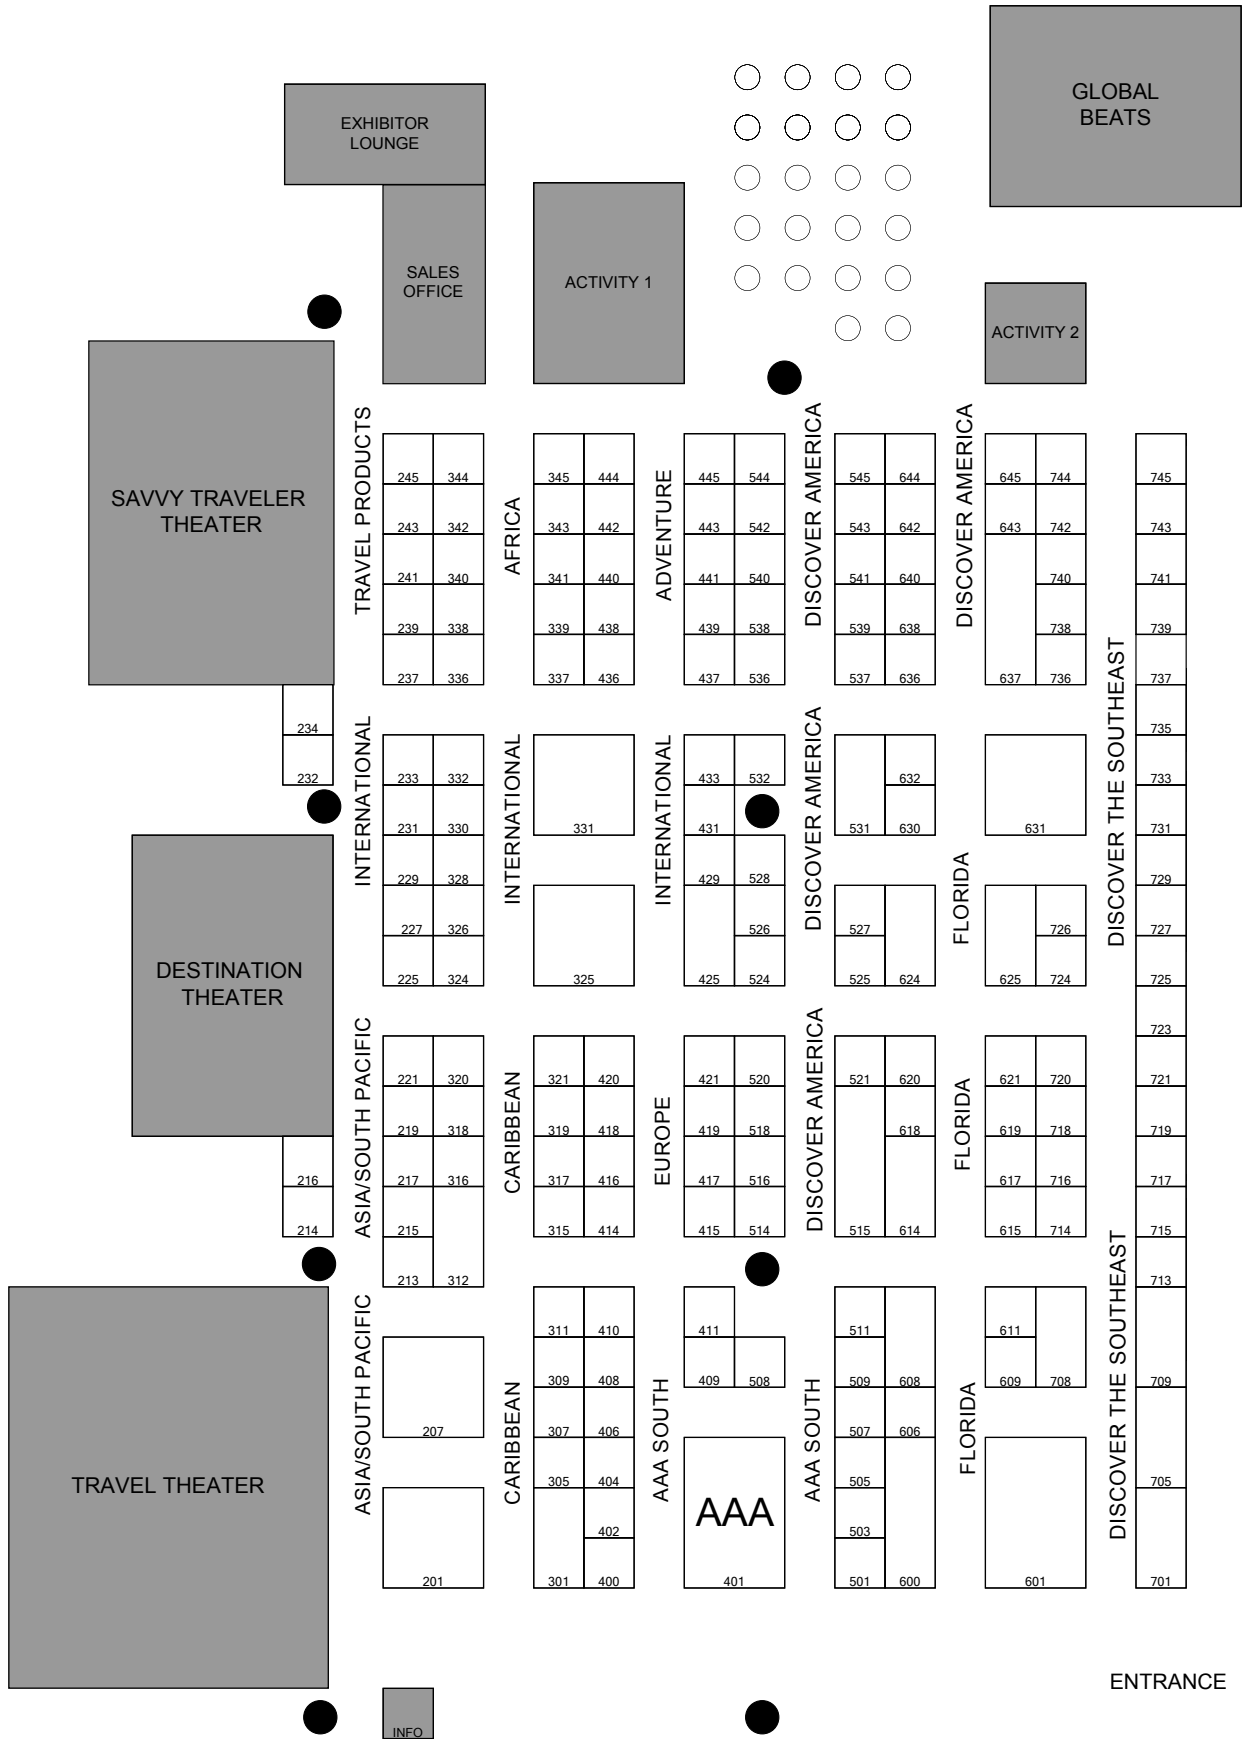 GLOBAL
BEATS
EXHIBITOR
LOUNGE
SALES
OFFICE
ACTIVITY 1
ACTIVITY 2
SAVVY TRAVELER
THEATER
TRAVEL PRODUCTS
AFRICA
ADVENTURE
DISCOVER AMERICA
DISCOVER AMERICA
245 344 345 444 445 544 545 644 645 744 745
243 342 343 442 443 542 543 642 643 742 743
241 340 341 440 441 540 541 640 740 741
239 338 339 438 439 538 539 638 738 739
237 336 337 436 437 536 537 636 637 736 737
234 735
INTERNATIONAL
INTERNATIONAL
INTERNATIONAL
DISCOVER AMERICA
DISCOVER THE SOUTHEAST
232 233 332 433 532 632 733
231 330 331 431 531 630 631 731
229 328 429 528 729
FLORIDA
227 326 526 527 726 727
DESTINATION
THEATER
225 324 325 425 524 525 624 625 724 725
723
ASIA/SOUTH PACIFIC
CARIBBEAN
EUROPE
DISCOVER AMERICA
FLORIDA
221 320 321 420 421 520 521 620 621 720 721
219 318 319 418 419 518 618 619 718 719
216 217 316 317 416 417 516 617 716 717
214 215 315 414 415 514 515 614 615 714 715
213 312 713
ASIA/SOUTH PACIFIC
CARIBBEAN
AAA SOUTH
AAA SOUTH
FLORIDA
DISCOVER THE SOUTHEAST
311 410 411 511 611
309 408 409 508 509 608 609 708 709
207 307 406 507 606
TRAVEL THEATER
305 404 505 705
AAA
402 503
201 301 400 401 501 600 601 701
ENTRANCE
INFO